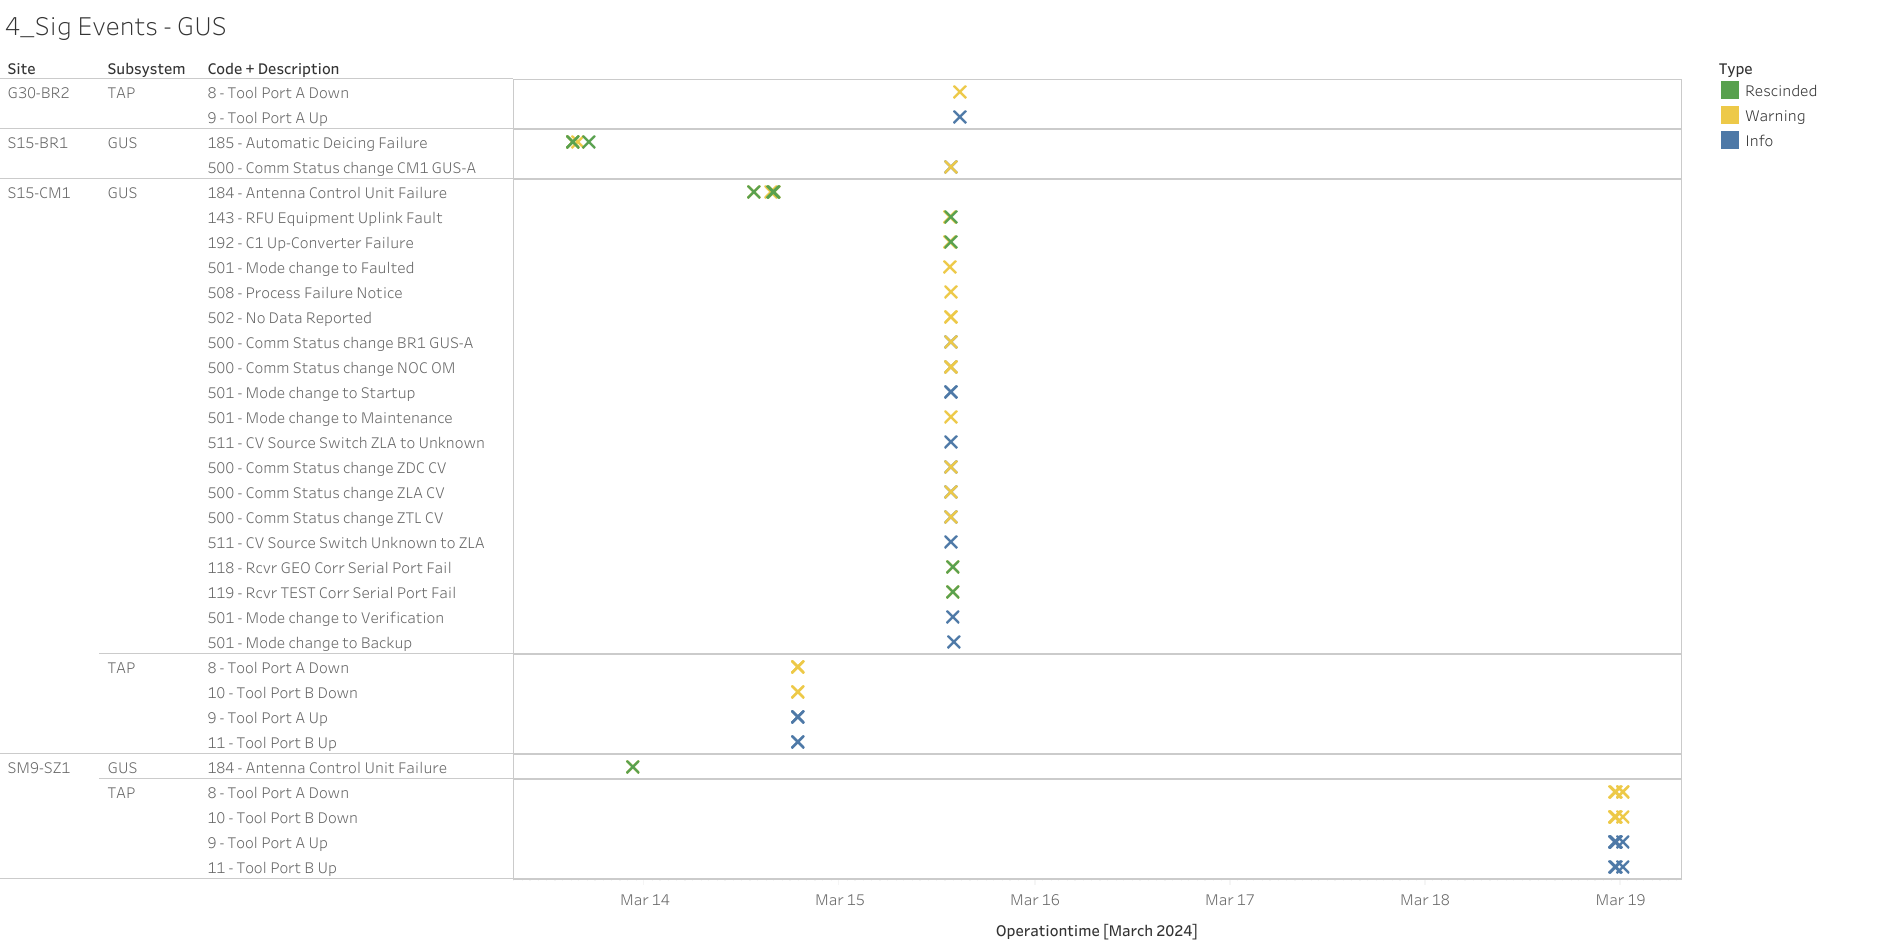 4_Sig Events - GUS
Site Subsystem Code + Description
Type
G30-BR2 TAP 8 - Tool Port A Down
Rescinded
9 - Tool Port A Up
Warning
S15-BR1 GUS 185 - Automatic Deicing Failure
Info
500 - Comm Status change CM1 GUS-A
S15-CM1 GUS 184 - Antenna Control Unit Failure
143 - RFU Equipment Uplink Fault
192 - C1 Up-Converter Failure
501 - Mode change to Faulted
508 - Process Failure Notice
502 - No Data Reported
500 - Comm Status change BR1 GUS-A
500 - Comm Status change NOC OM
501 - Mode change to Startup
501 - Mode change to Maintenance
511 - CV Source Switch ZLA to Unknown
500 - Comm Status change ZDC CV
500 - Comm Status change ZLA CV
500 - Comm Status change ZTL CV
511 - CV Source Switch Unknown to ZLA
118 - Rcvr GEO Corr Serial Port Fail
119 - Rcvr TEST Corr Serial Port Fail
501 - Mode change to Verification
501 - Mode change to Backup
TAP 8 - Tool Port A Down
10 - Tool Port B Down
9 - Tool Port A Up
11 - Tool Port B Up
SM9-SZ1 GUS 184 - Antenna Control Unit Failure
TAP 8 - Tool Port A Down
10 - Tool Port B Down
9 - Tool Port A Up
11 - Tool Port B Up
Mar 14 Mar 15 Mar 16 Mar 17 Mar 18 Mar 19
Operationtime [March 2024]